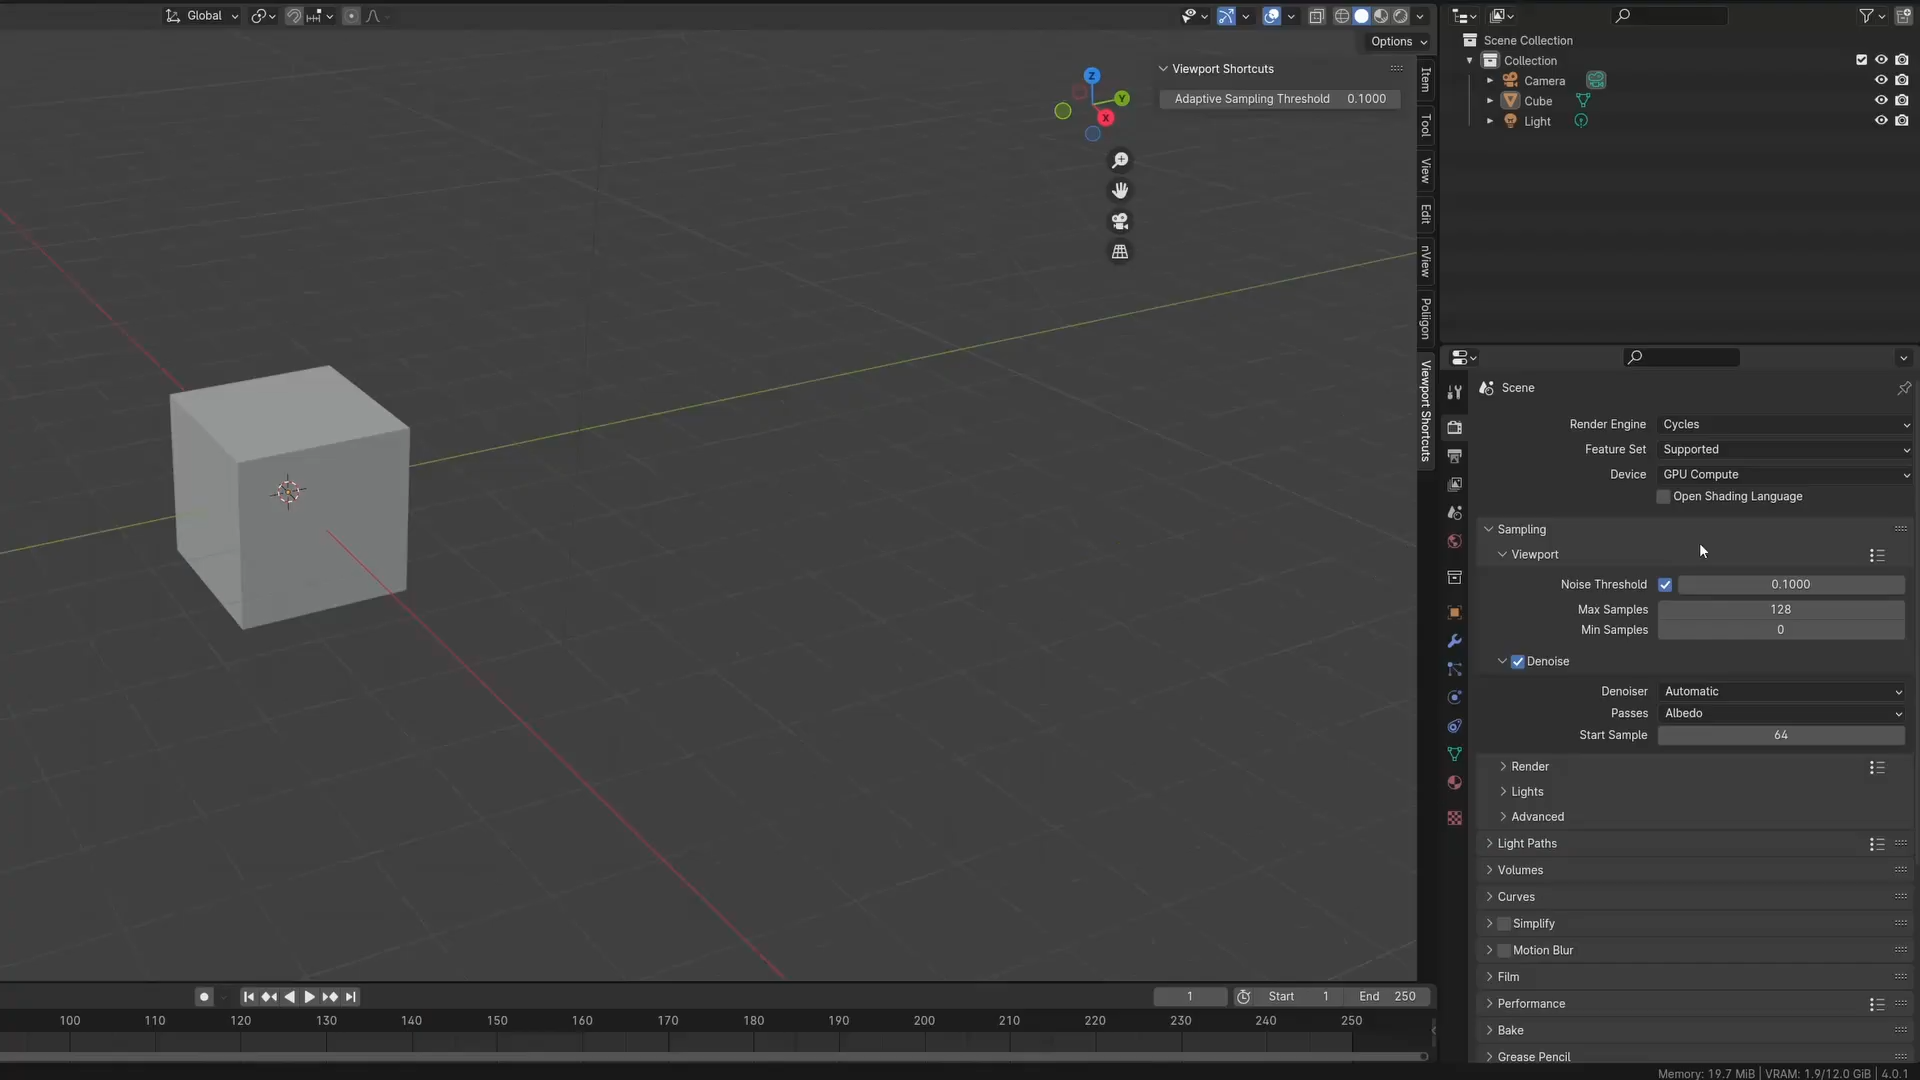 Global
Options
Z
Y
X
Viewport Shortcuts
Adaptive Sampling Threshold 0.1000
Item
Tool
View
Edit
nView
Poliigon
Viewport Shortcuts
Scene Collection
Collection
Camera
Cube
Light
Scene
Render Engine Cycles
Feature Set Supported
Device GPU Compute
Open Shading Language
Sampling
Viewport
Noise Threshold 0.1000
Max Samples 128
Min Samples 0
Denoise
Denoiser Automatic
Passes Albedo
Start Sample 64
Render
Lights
Advanced
Light Paths
Volumes
Curves
Simplify
Motion Blur
Film
Performance
Bake
Grease Pencil
1 Start 1 End 250
100 110 120 130 140 150 160 170 180 190 200 210 220 230 240 250
Memory: 19.7 MiB | VRAM: 1.9/12.0 GiB | 4.0.1